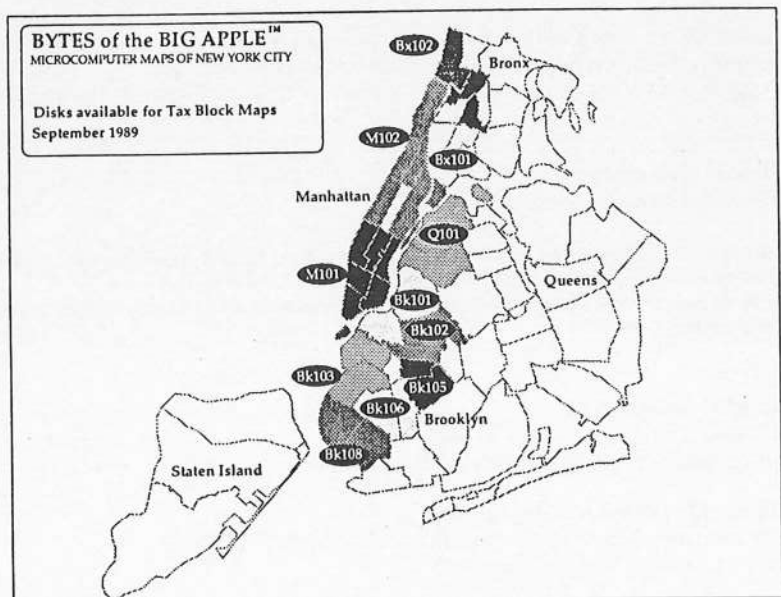 BYTES of the BIG APPLE™
MICROCOMPUTER MAPS OF NEW YORK CITY
Disks available for Tax Block Maps
September 1989
Bx102
Bronx
M102
Bx101
Manhattan
Q101
M101
Queens
Bk101
Bk102
Bk103
Bk105
Bk106
Brooklyn
Bk108
Staten Island